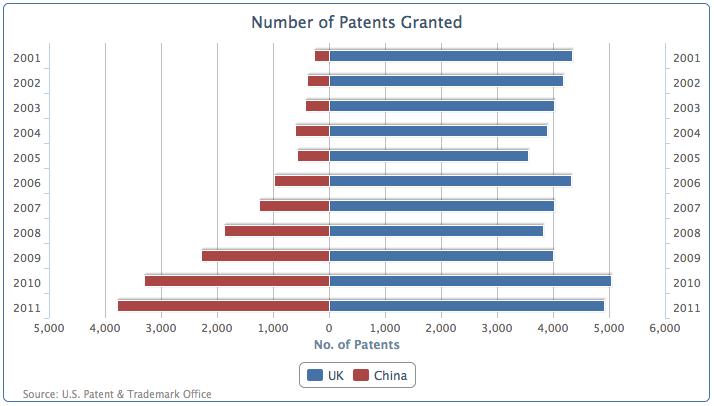 Number of Patents Granted
2001 2001
2002 2002
2003 2003
2004 2004
2005 2005
2006 2006
2007 2007
2008 2008
2009 2009
2010 2010
2011 2011
5,000 4,000 3,000 2,000 1,000 0 1,000 2,000 3,000 4,000 5,000 6,000
No. of Patents
UK China
Source: U.S. Patent & Trademark Office